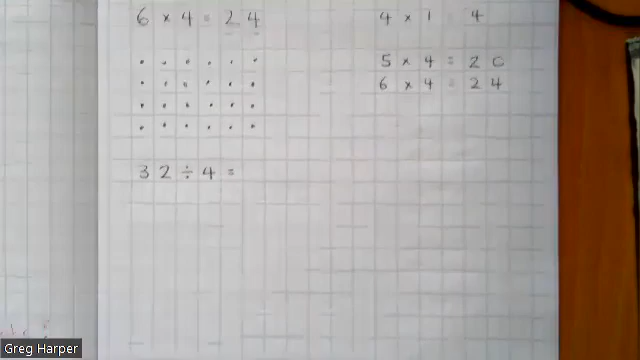 6 × 4 = 24
32 ÷ 4 =
4 × 1 = 4
5 × 4 = 20
6 × 4 = 24
Greg Harper